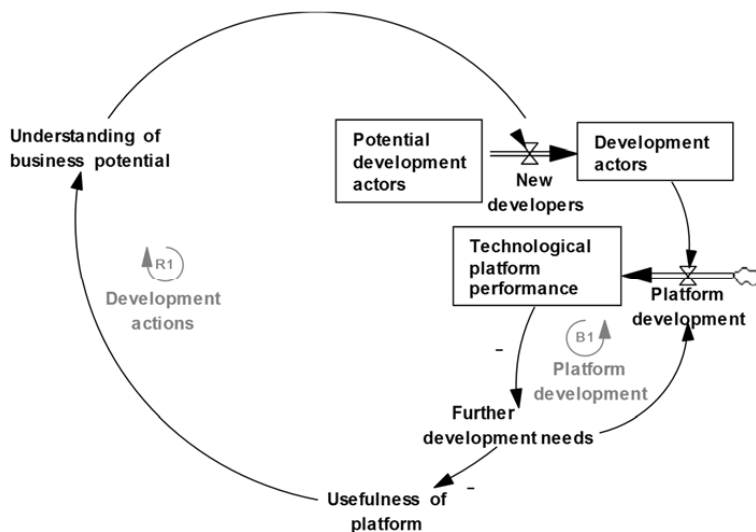 Understanding of
business potential
Potential
development
actors
New
developers
Development
actors
R1
Development
actions
Technological
platform
performance
Platform
development
–
B1
Platform
development
Further
development needs
–
Usefulness of
platform